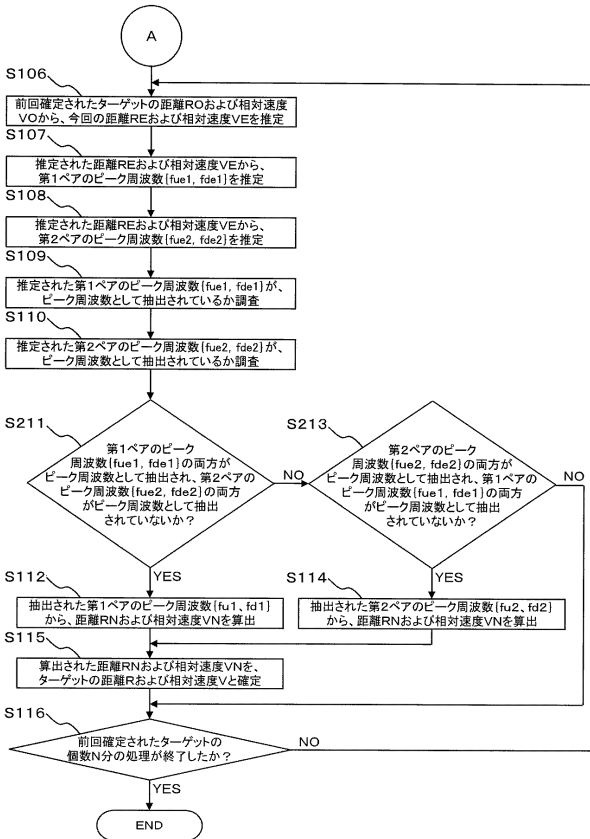 A
S106
前回確定されたターゲットの距離ROおよび相対速度
VOから、今回の距離REおよび相対速度VEを推定
S107
推定された距離REおよび相対速度VEから、
第1ペアのピーク周波数{fue1, fde1}を推定
S108
推定された距離REおよび相対速度VEから、
第2ペアのピーク周波数{fue2, fde2}を推定
S109
推定された第1ペアのピーク周波数{fue1, fde1}が、
ピーク周波数として抽出されているか調査
S110
推定された第2ペアのピーク周波数{fue2, fde2}が、
ピーク周波数として抽出されているか調査
S211
第1ペアのピーク
周波数{fue1, fde1}の両方が
ピーク周波数として抽出され、第2ペアの
ピーク周波数{fue2, fde2}の両方
がピーク周波数として抽出
されていないか？
NO
YES
S213
第2ペアのピーク
周波数{fue2, fde2}の両方が
ピーク周波数として抽出され、第1ペアの
ピーク周波数{fue1, fde1}の両方
がピーク周波数として抽出
されていないか？
NO
YES
S112
抽出された第1ペアのピーク周波数{fu1、fd1}
から、距離RNおよび相対速度VNを算出
S114
抽出された第2ペアのピーク周波数{fu2、fd2}
から、距離RNおよび相対速度VNを算出
S115
算出された距離RNおよび相対速度VNを、
ターゲットの距離Rおよび相対速度Vと確定
S116
前回確定されたターゲットの
個数N分の処理が終了したか？
NO
YES
END